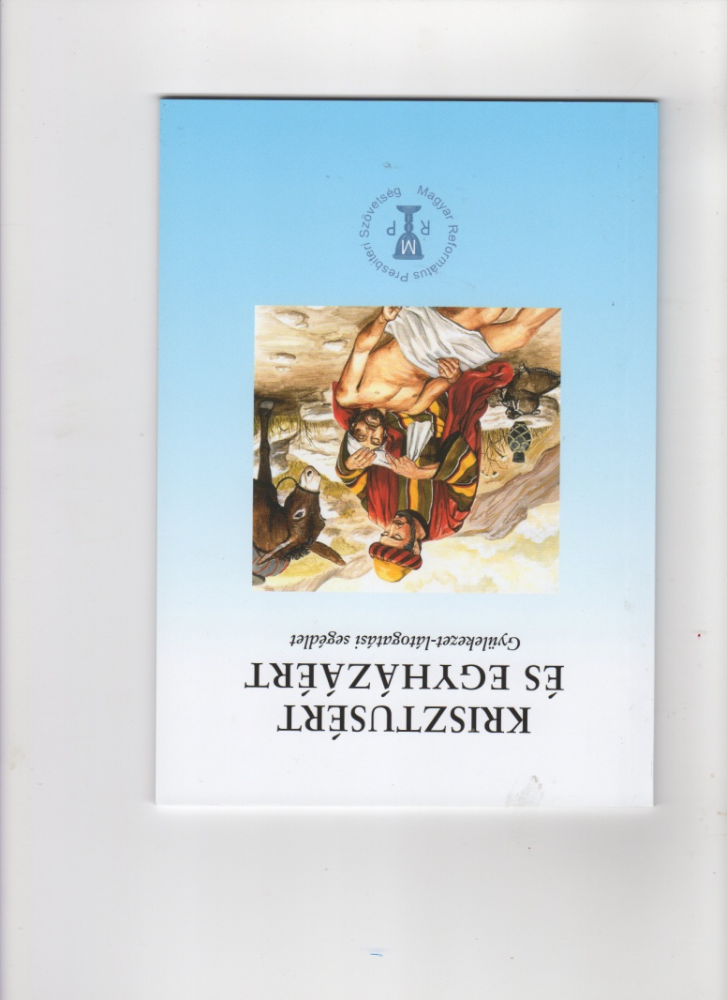 KRISZTUSÉRT
ÉS EGYHÁZÁÉRT
Gyülekezet-látogatási segédlet
Magyar Református Presbiteri Szövetség
M
R P